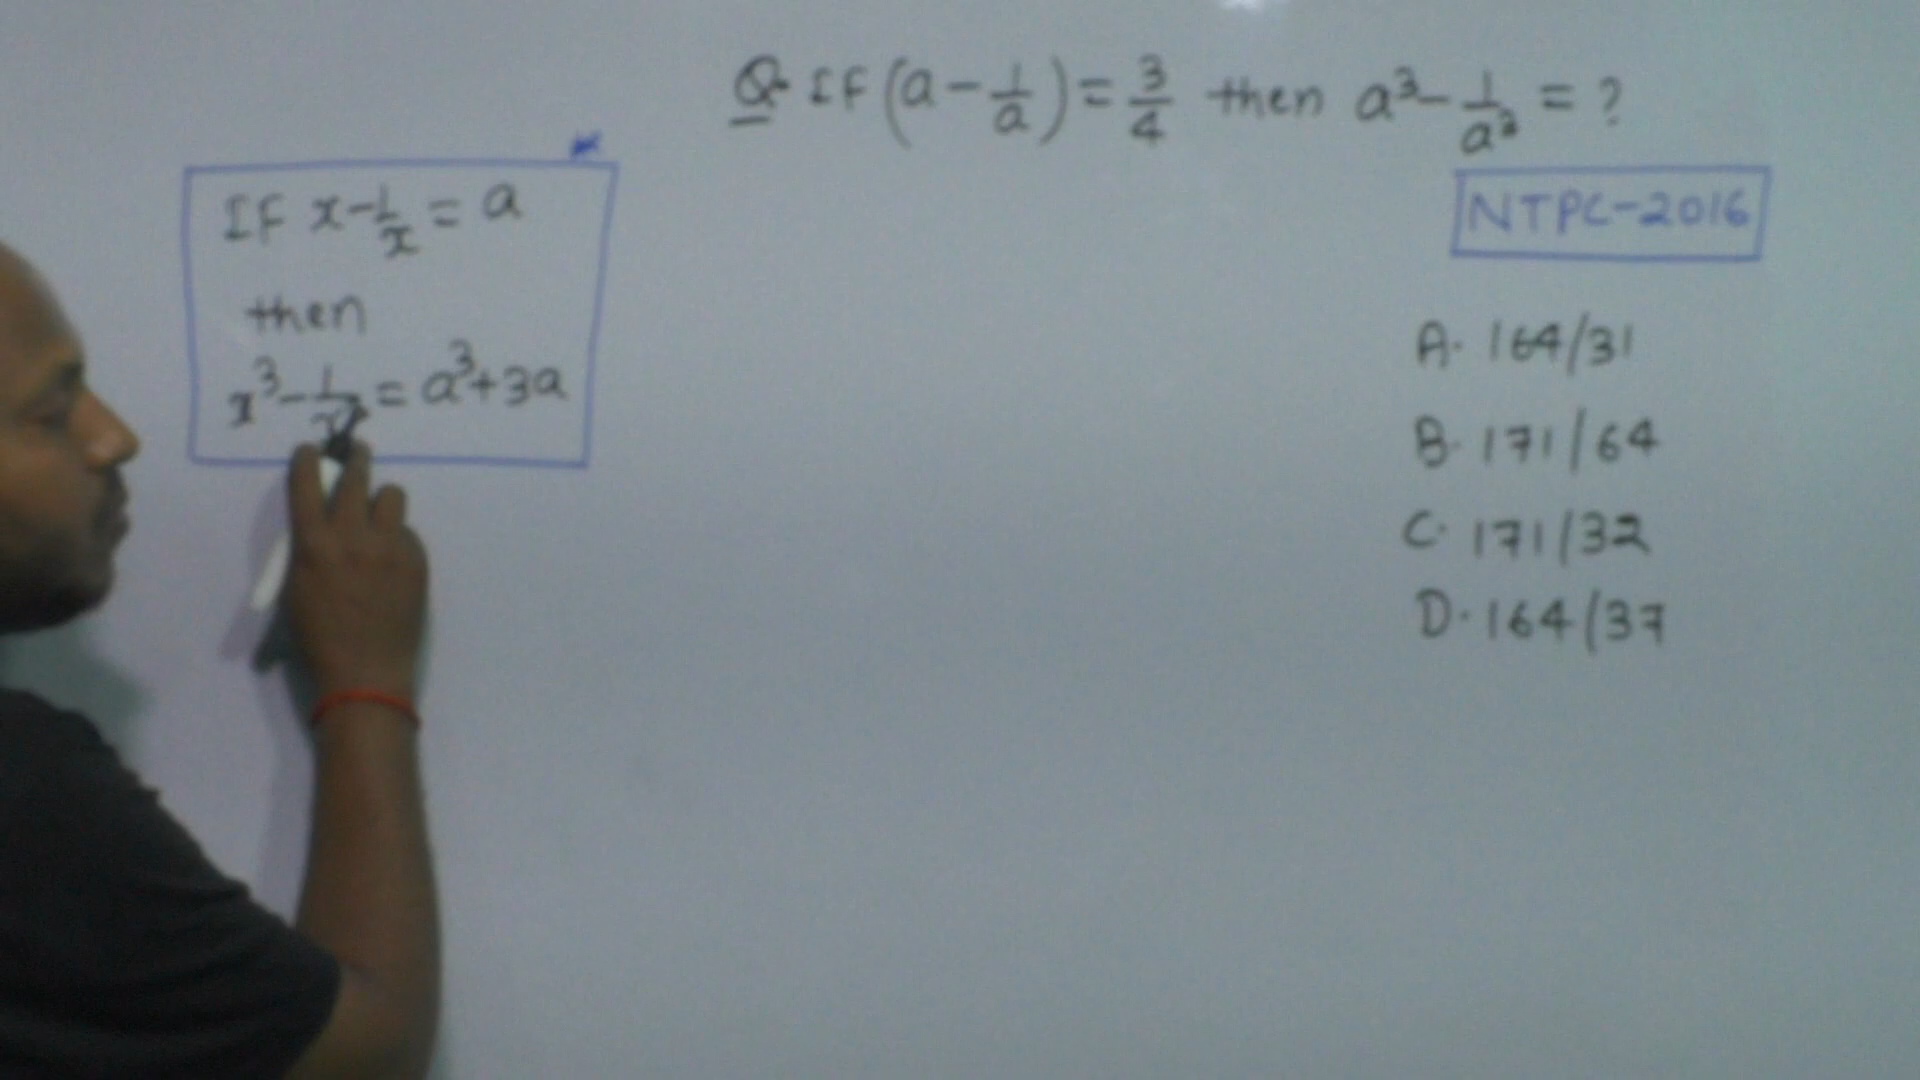 Q. If (a - 1/a) = 3/4 then a³ - 1/a³ = ?
NTPC-2016
If x - 1/x = a
then
x³ - 1/x³ = a³ + 3a
A. 164/31
B. 171/64
C. 171/32
D. 164/37